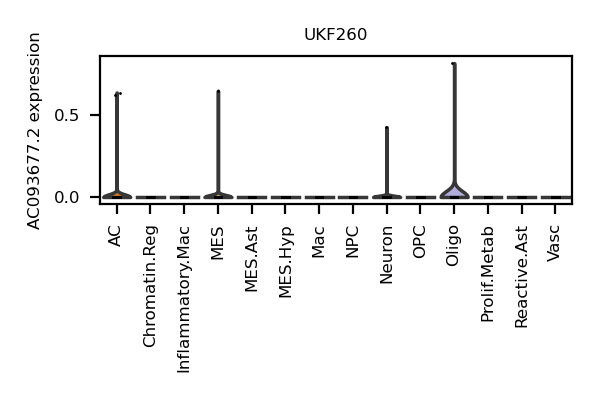 UKF260
AC093677.2 expression
0.5
0.0
AC
Chromatin.Reg
Inflammatory.Mac
MES
MES.Ast
MES.Hyp
Mac
NPC
Neuron
OPC
Oligo
Prolif.Metab
Reactive.Ast
Vasc